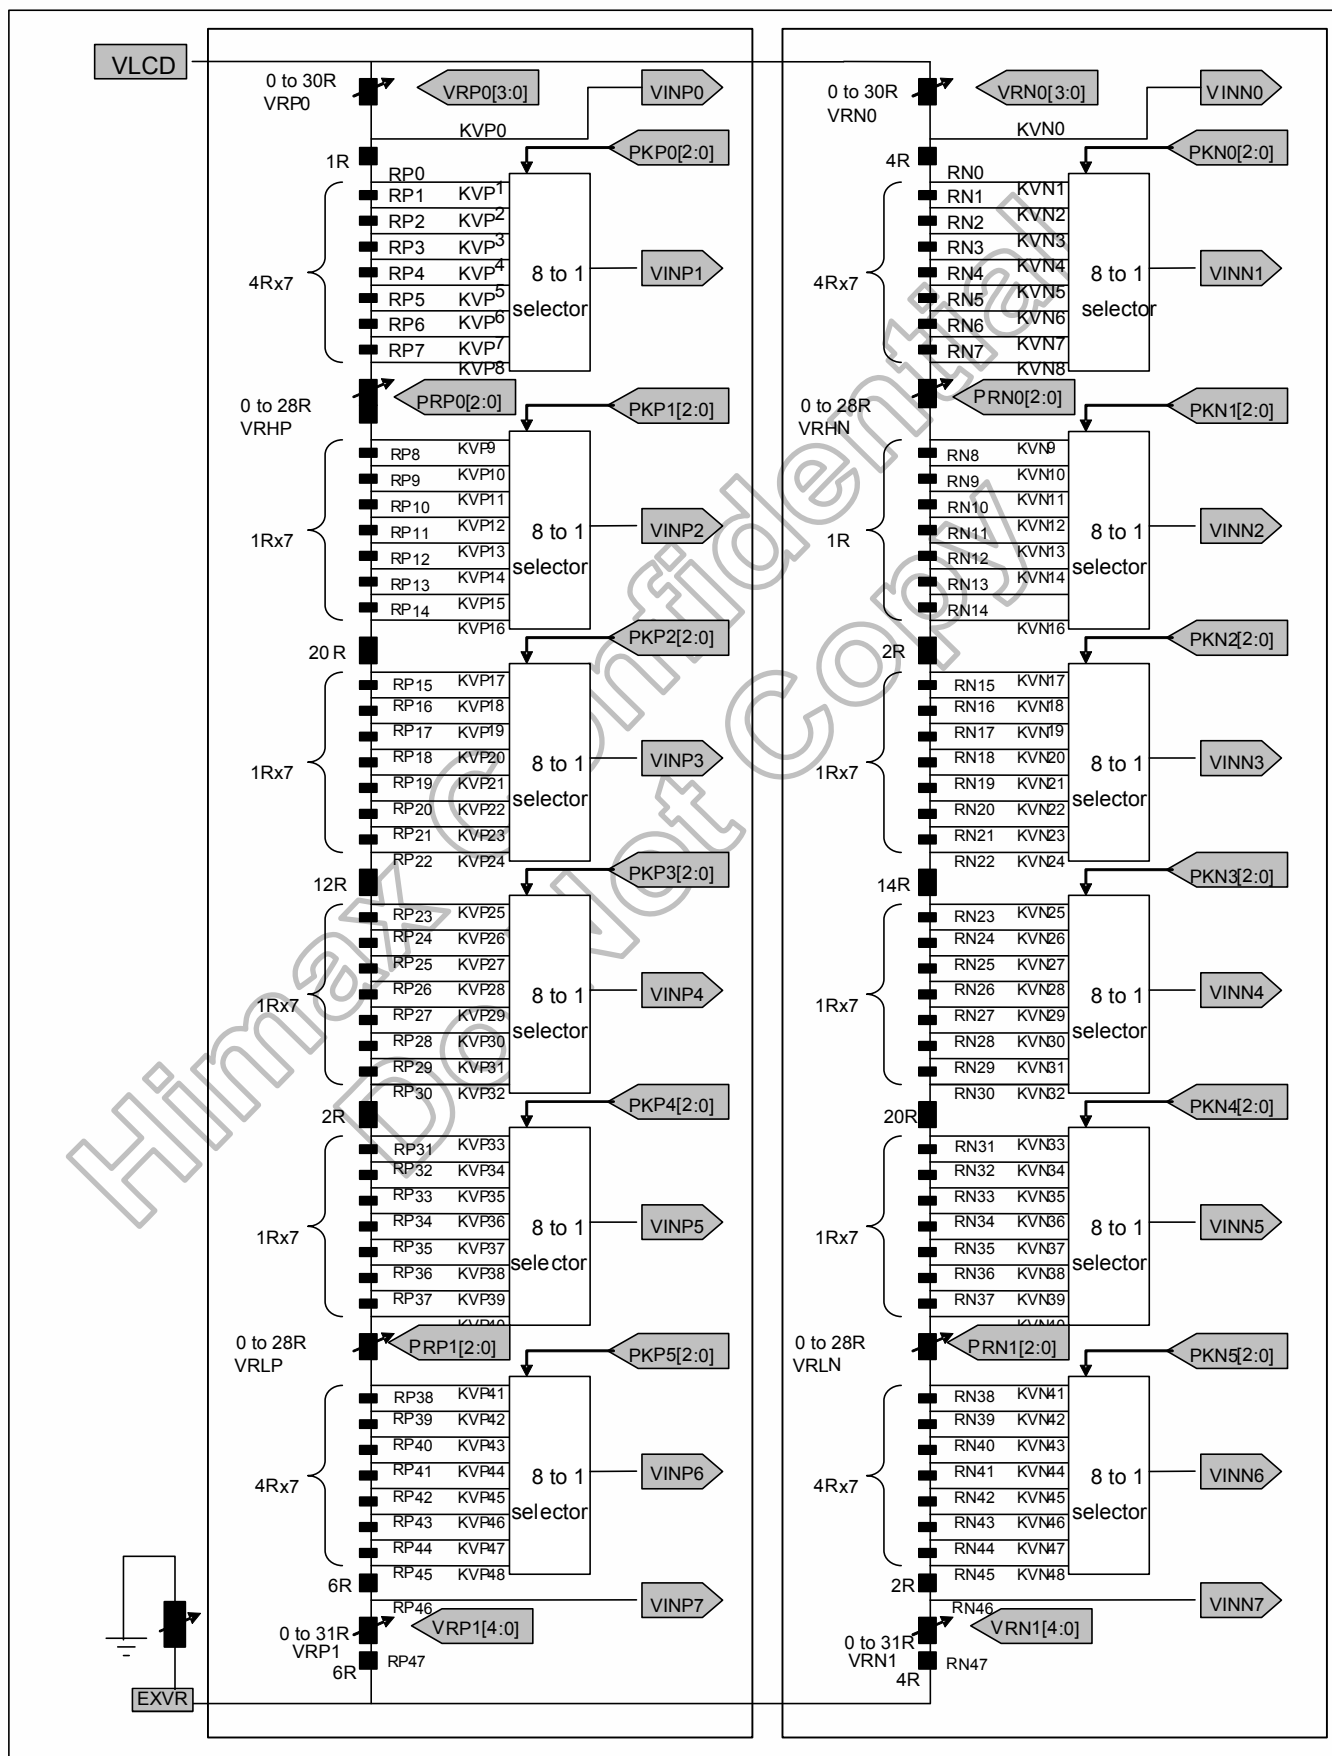 VLCD
0 to 30R
VRP0
VRP0[3:0]
VINP0
KVP0
PKP0[2:0]
1R
RP0
RP1 KVP1
RP2 KVP2
RP3 KVP3
RP4 KVP4
RP5 KVP5
RP6 KVP6
RP7 KVP7
KVP8
4Rx7
8 to 1
selector
VINP1
0 to 28R
VRHP
PRP0[2:0]
PKP1[2:0]
RP8 KVP9
RP9 KVP10
RP10 KVP11
RP11 KVP12
RP12 KVP13
RP13 KVP14
RP14 KVP15
KVP16
1Rx7
8 to 1
selector
VINP2
PKP2[2:0]
20 R
RP15 KVP17
RP16 KVP18
RP17 KVP19
RP18 KVP20
RP19 KVP21
RP20 KVP22
RP21 KVP23
RP22 KVP24
1Rx7
8 to 1
selector
VINP3
PKP3[2:0]
12R
RP23 KVP25
RP24 KVP26
RP25 KVP27
RP26 KVP28
RP27 KVP29
RP28 KVP30
RP29 KVP31
RP30 KVP32
1Rx7
8 to 1
selector
VINP4
PKP4[2:0]
2R
RP31 KVP33
RP32 KVP34
RP33 KVP35
RP34 KVP36
RP35 KVP37
RP36 KVP38
RP37 KVP39
KVP40
1Rx7
8 to 1
selector
VINP5
0 to 28R
VRLP
PRP1[2:0]
PKP5[2:0]
RP38 KVP41
RP39 KVP42
RP40 KVP43
RP41 KVP44
RP42 KVP45
RP43 KVP46
RP44 KVP47
RP45 KVP48
4Rx7
8 to 1
selector
VINP6
6R
RP46
VINP7
0 to 31R
VRP1
VRP1[4:0]
6R
RP47
EXVR
0 to 30R
VRN0
VRN0[3:0]
VINN0
KVN0
PKN0[2:0]
4R
RN0
RN1 KVN1
RN2 KVN2
RN3 KVN3
RN4 KVN4
RN5 KVN5
RN6 KVN6
RN7 KVN7
KVN8
4Rx7
8 to 1
selector
VINN1
0 to 28R
VRHN
PRN0[2:0]
PKN1[2:0]
RN8 KVN9
RN9 KVN10
RN10 KVN11
RN11 KVN12
RN12 KVN13
RN13 KVN14
RN14
KVN16
1R
8 to 1
selector
VINN2
PKN2[2:0]
2R
RN15 KVN17
RN16 KVN18
RN17 KVN19
RN18 KVN20
RN19 KVN21
RN20 KVN22
RN21 KVN23
RN22 KVN24
1Rx7
8 to 1
selector
VINN3
PKN3[2:0]
14R
RN23 KVN25
RN24 KVN26
RN25 KVN27
RN26 KVN28
RN27 KVN29
RN28 KVN30
RN29 KVN31
RN30 KVN32
1Rx7
8 to 1
selector
VINN4
PKN4[2:0]
20R
RN31 KVN33
RN32 KVN34
RN33 KVN35
RN34 KVN36
RN35 KVN37
RN36 KVN38
RN37 KVN39
KVN40
1Rx7
8 to 1
selector
VINN5
0 to 28R
VRLN
PRN1[2:0]
PKN5[2:0]
RN38 KVN41
RN39 KVN42
RN40 KVN43
RN41 KVN44
RN42 KVN45
RN43 KVN46
RN44 KVN47
RN45 KVN48
4Rx7
8 to 1
selector
VINN6
2R
RN46
VINN7
0 to 31R
VRN1
VRN1[4:0]
4R
RN47
Himax Confidential
Do Not Copy